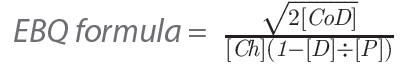 EBQ formula = √2[CoD]
[Ch](1–[D]÷[P])